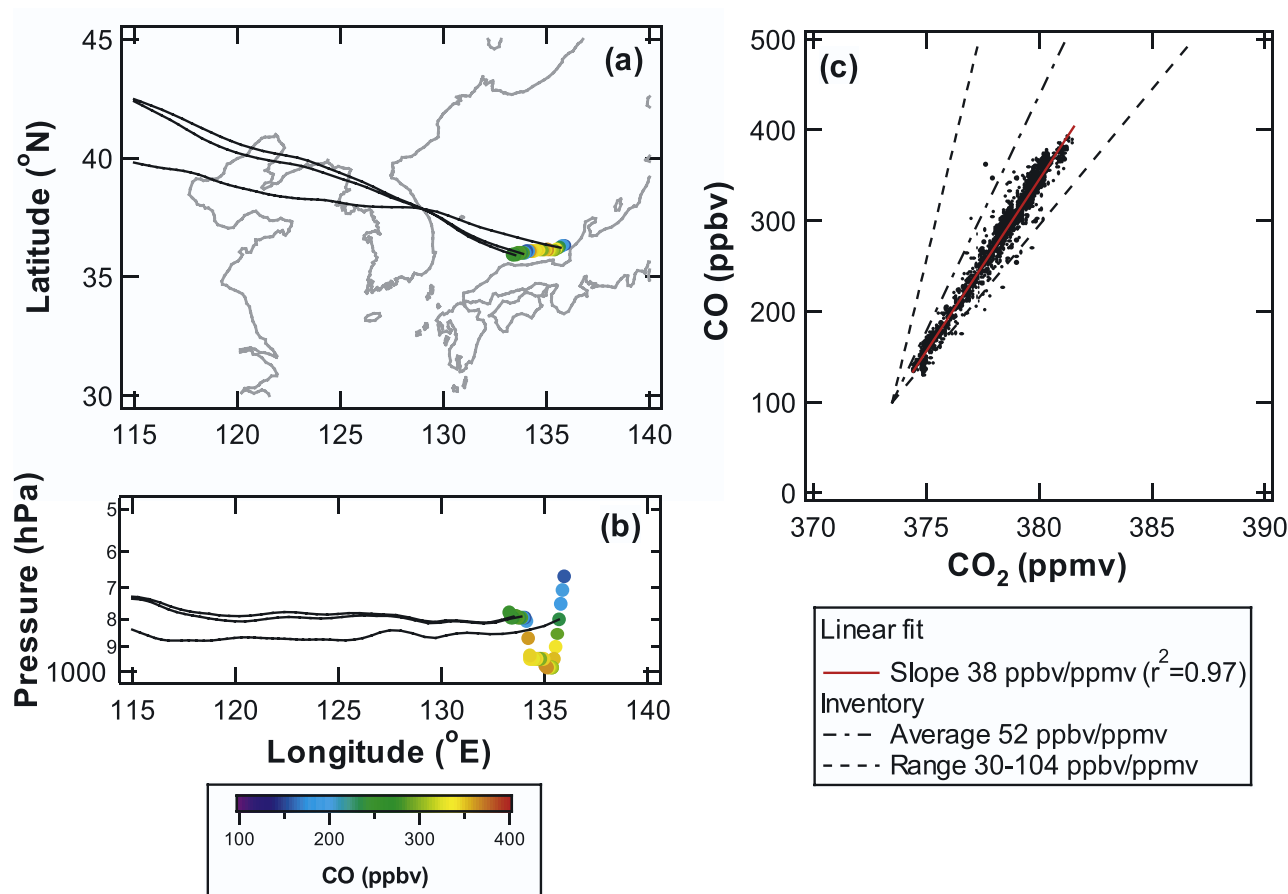 (a)
45
40
35
30
Latitude (°N)
115 120 125 130 135 140
(b)
5
6
7
8
9
1000
Pressure (hPa)
115 120 125 130 135 140
Longitude (°E)
100 200 300 400
CO (ppbv)
(c)
500
400
300
200
100
0
CO (ppbv)
370 375 380 385 390
CO₂ (ppmv)
Linear fit
Slope 38 ppbv/ppmv (r²=0.97)
Inventory
Average 52 ppbv/ppmv
Range 30-104 ppbv/ppmv